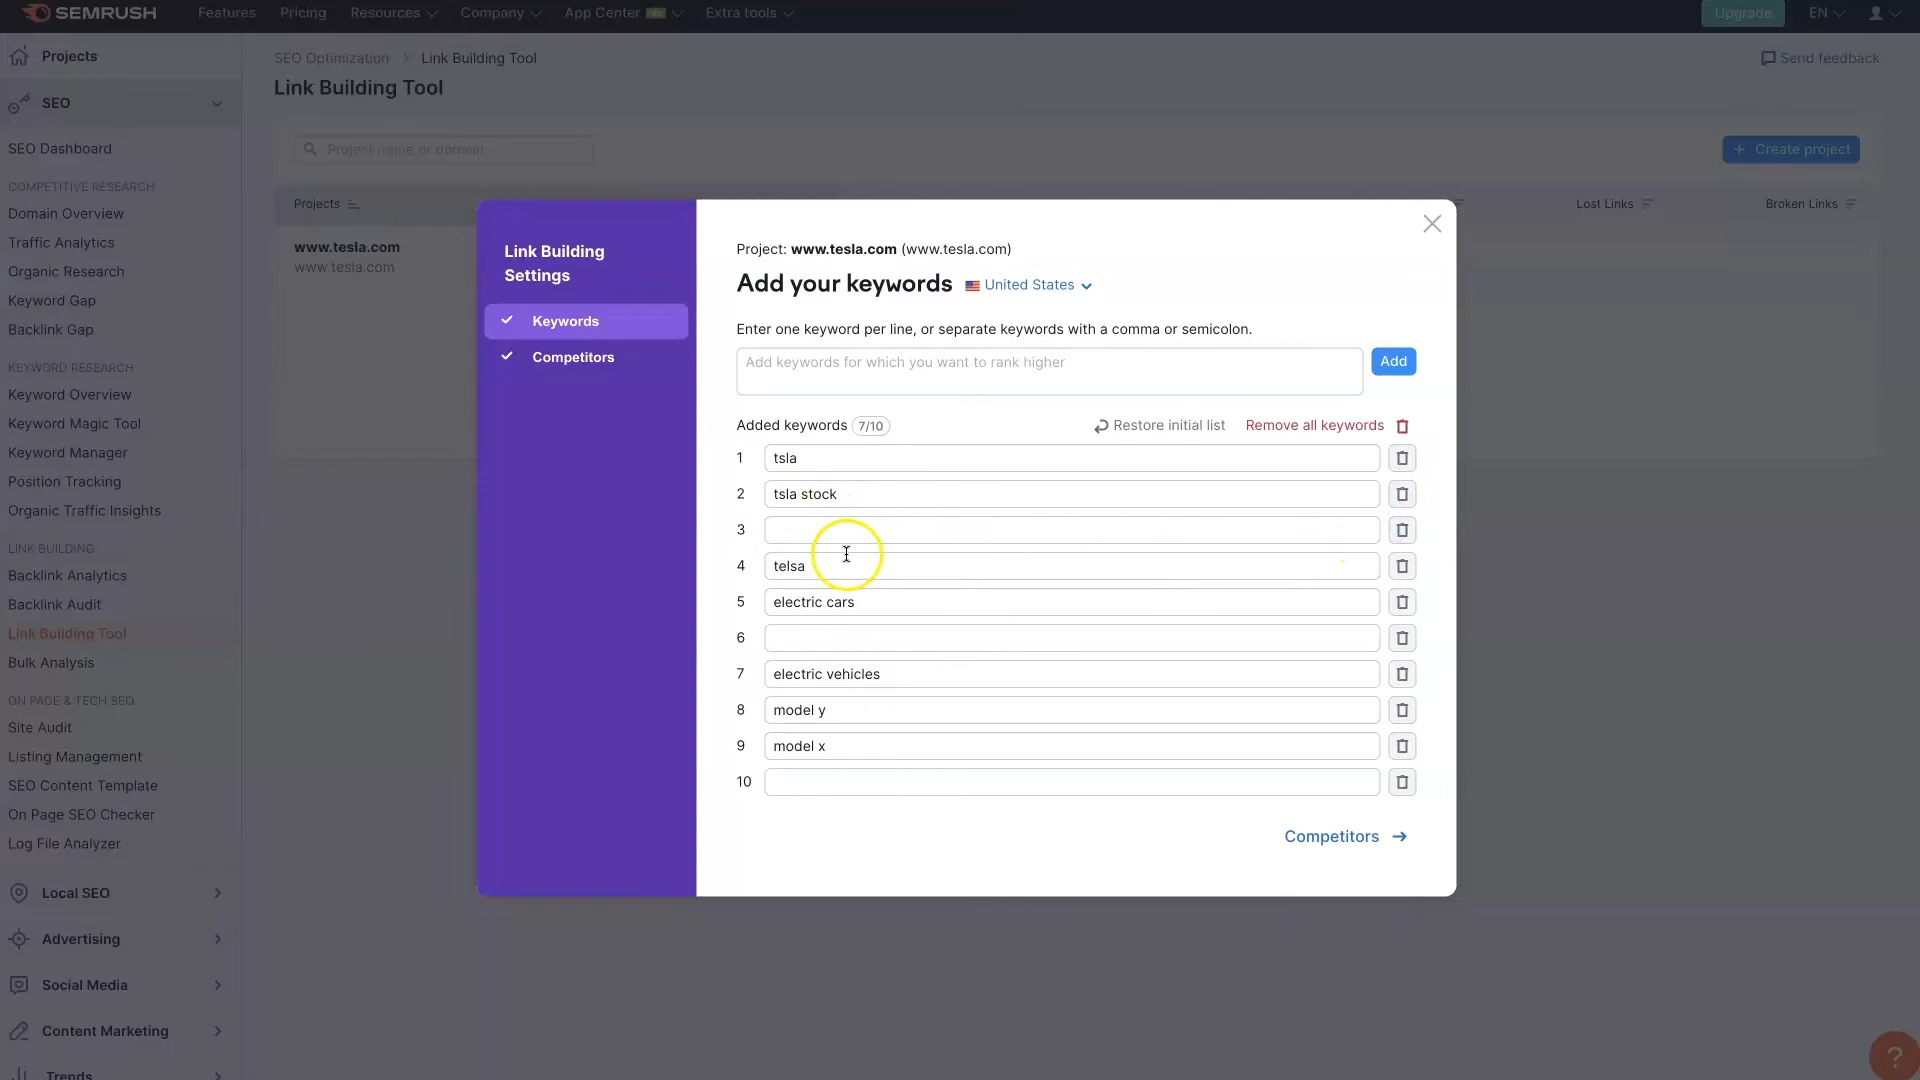 SEMRUSH
Features
Pricing
Resources
Company
App Center
Extra tools
Upgrade
EN
Projects
SEO
SEO Dashboard
COMPETITIVE RESEARCH
Domain Overview
Traffic Analytics
Organic Research
Keyword Gap
Backlink Gap
KEYWORD RESEARCH
Keyword Overview
Keyword Magic Tool
Keyword Manager
Position Tracking
Organic Traffic Insights
LINK BUILDING
Backlink Analytics
Backlink Audit
Link Building Tool
Bulk Analysis
ON PAGE & TECH SEO
Site Audit
Listing Management
SEO Content Template
On Page SEO Checker
Log File Analyzer
Local SEO
Advertising
Social Media
Content Marketing
Trends
SEO Optimization > Link Building Tool
Send feedback
Link Building Tool
Project name or domain
+ Create project
Projects
Lost Links
Broken Links
www.tesla.com
www.tesla.com
Link Building
Settings
Keywords
Competitors
Project: www.tesla.com (www.tesla.com)
Add your keywords United States
Enter one keyword per line, or separate keywords with a comma or semicolon.
Add keywords for which you want to rank higher
Add
Added keywords 7/10
Restore initial list
Remove all keywords
1 tsla
2 tsla stock
3
4 telsa
5 electric cars
6
7 electric vehicles
8 model y
9 model x
10
Competitors →
?